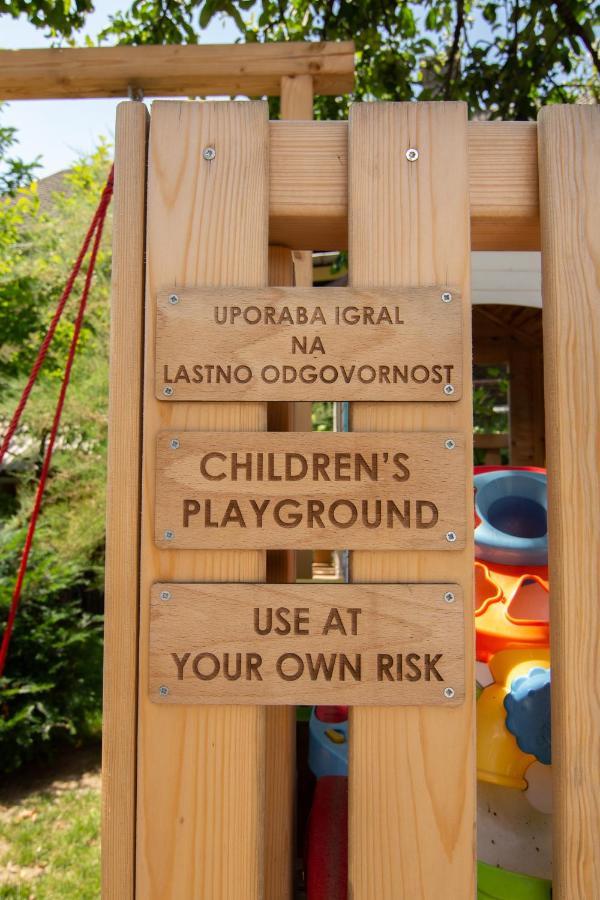 UPORABA IGRAL
NA
LASTNO ODGOVORNOST
CHILDREN'S
PLAYGROUND
USE AT
YOUR OWN RISK